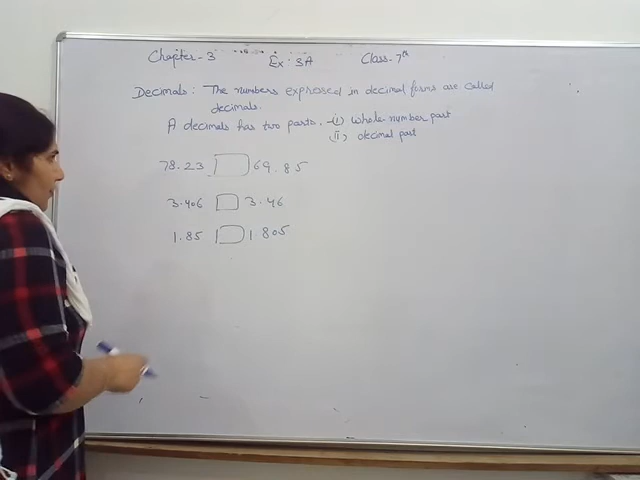 Chapter-3 Ex: 3A Class-7th
Decimals: The numbers expressed in decimal forms are called
decimals.
A decimals has two parts. -(i) whole number part
(ii) decimal part
78.23 69.85
3.406 3.46
1.85 1.805